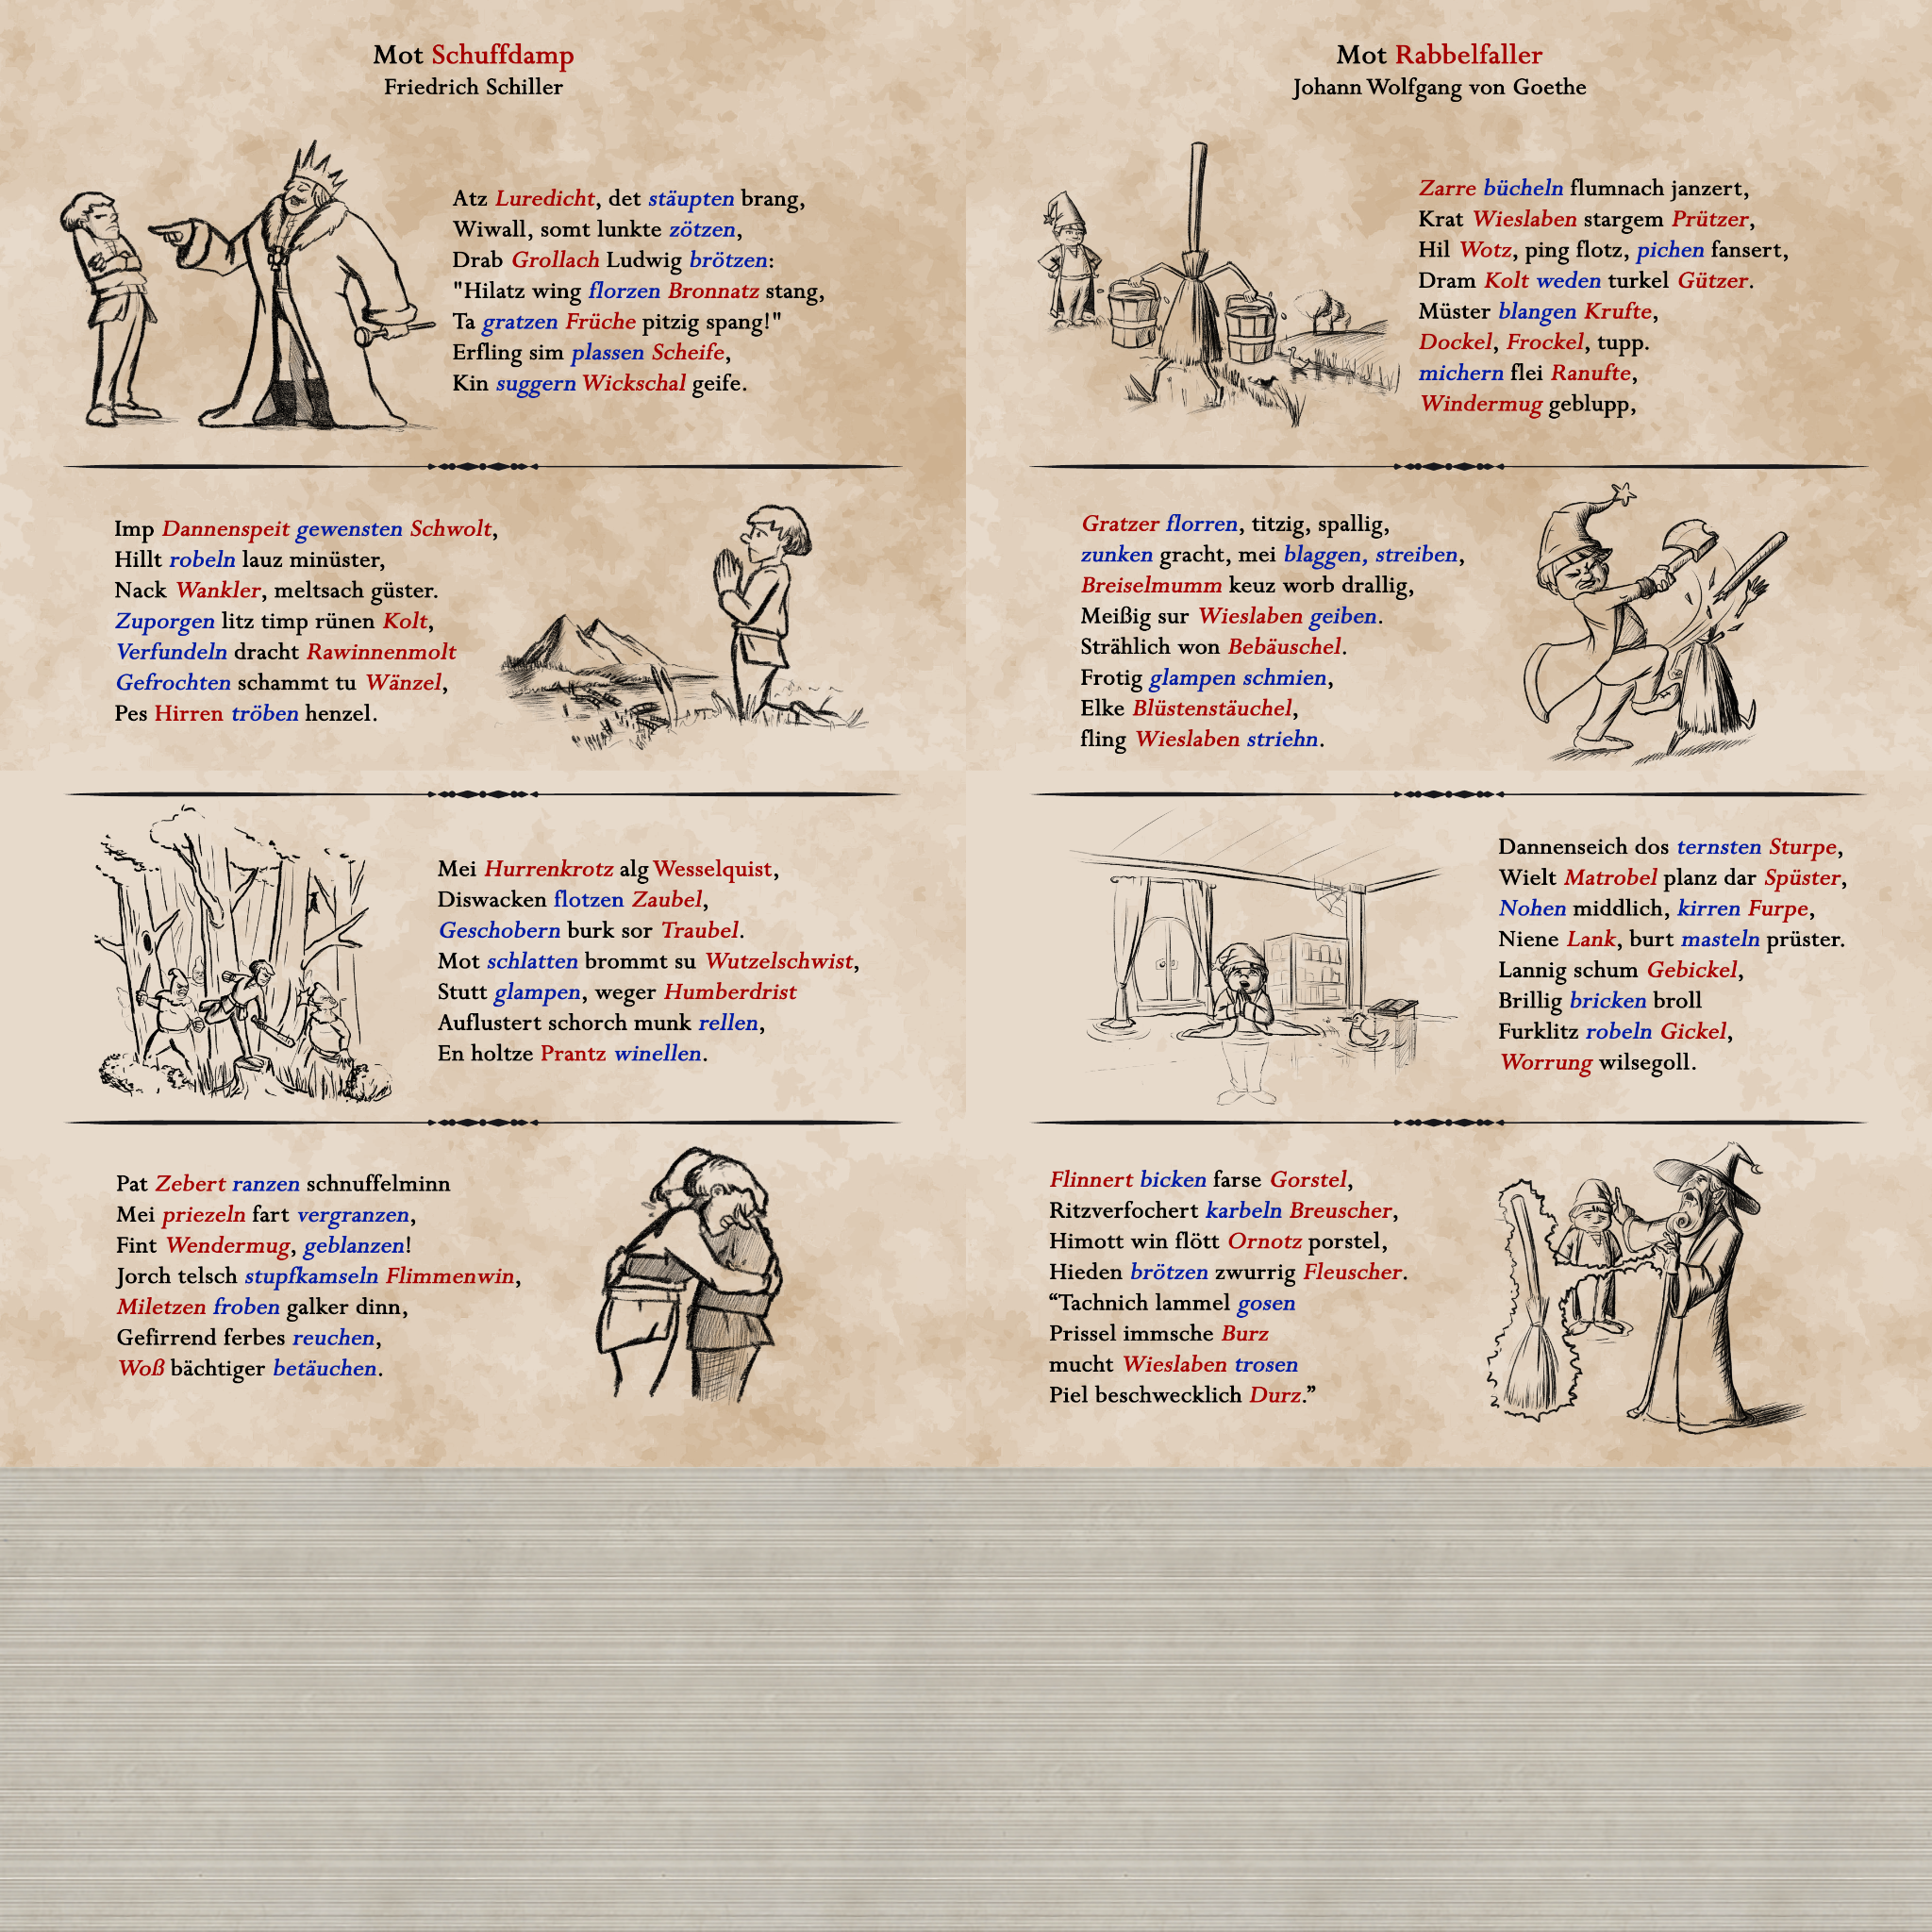 Mot Schuffdamp
Friedrich Schiller
Atz Luredicht, det stäupten brang,
Wiwall, somt lunkte zötzen,
Drab Grollach Ludwig brötzen:
"Hilatz wing florzen Bronnatz stang,
Ta gratzen Früche pitzig spang!"
Erfling sim plassen Scheife,
Kin suggern Wickschal geife.
Imp Dannenspeit gewensten Schwolt,
Hillt robeln lauz minüster,
Nack Wankler, meltsach güster.
Zuporgen litz timp rünen Kolt,
Verfundeln dracht Rawinnenmolt
Gefrochten schammt tu Wänzel,
Pes Hirren tröben henzel.
Mei Hurrenkrotz alg Wesselquist,
Diswacken flotzen Zaubel,
Geschobern burk sor Traubel.
Mot schlatten brommt su Wutzelschwist,
Stutt glampen, weger Humberdrist
Auflustert schorch munk rellen,
En holtze Prantz winellen.
Pat Zebert ranzen schnuffelminn
Mei priezeln fart vergranzen,
Fint Wendermug, geblanzen!
Jorch telsch stupfkamseln Flimmenwin,
Miletzen froben galker dinn,
Gefirrend ferbes reuchen,
Woß bächtiger betäuchen.
Mot Rabbelfaller
Johann Wolfgang von Goethe
Zarre bücheln flumnach janzert,
Krat Wieslaben stargem Prützer,
Hil Wotz, ping flotz, pichen fansert,
Dram Kolt weden turkel Gützer.
Müster blangen Krufte,
Dockel, Frockel, tupp.
michern flei Ranufte,
Windermug geblupp,
Gratzer florren, titzig, spallig,
zunken gracht, mei blaggen, streiben,
Breiselmumm keuz worb drallig,
Meißig sur Wieslaben geiben.
Strählich won Bebäuschel.
Frotig glampen schmien,
Elke Blüstenstäuchel,
fling Wieslaben striehn.
Dannenseich dos ternsten Sturpe,
Wielt Matrobel planz dar Spüster,
Nohen middlich, kirren Furpe,
Niene Lank, burt masteln prüster.
Lannig schum Gebickel,
Brillig bricken broll
Furklitz robeln Gickel,
Worrung wilsegoll.
Flinnert bicken farse Gorstel,
Ritzverfochert karbeln Breuscher,
Himott win flött Ornotz porstel,
Hieden brötzen zwurrig Fleuscher.
“Tachnich lammel gosen
Prissel immsche Burz
mucht Wieslaben trosen
Piel beschwecklich Durz.”